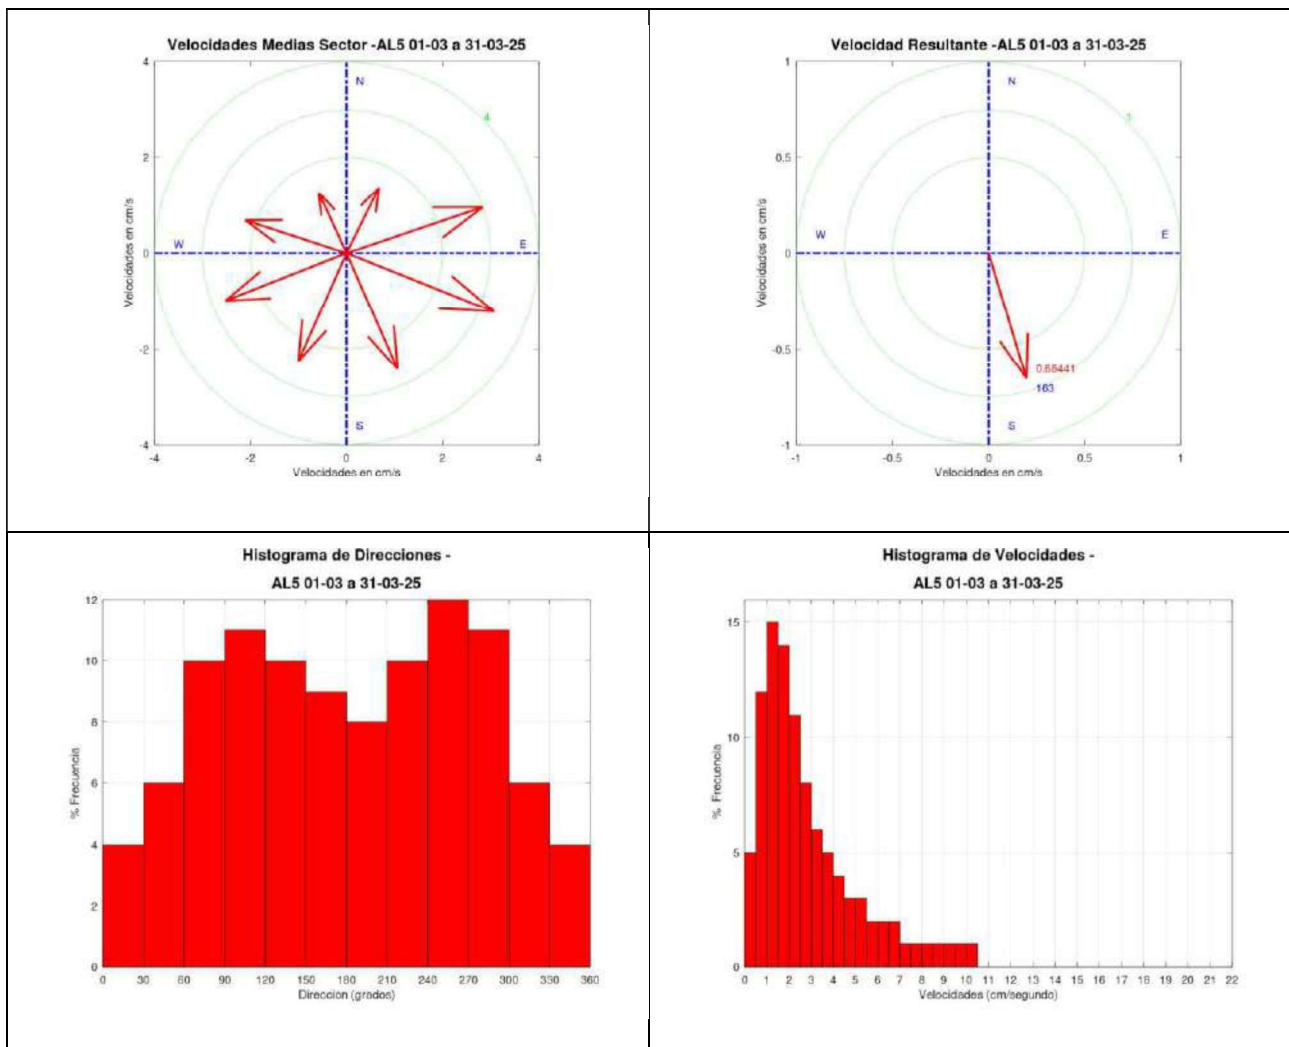 Velocidades Medias Sector -AL5 01-03 a 31-03-25
4
2
0
-2
-4
-4
-2
0
2
4
N
W
E
S
4
Velocidades en cm/s
Velocidades en cm/s
Velocidad Resultante -AL5 01-03 a 31-03-25
1
0.5
0
-0.5
-1
-1
-0.5
0
0.5
1
N
W
E
S
1
0.68441
163
Velocidades en cm/s
Velocidades en cm/s
Histograma de Direcciones -
AL5 01-03 a 31-03-25
12
10
8
6
4
2
0
% Frecuencia
0 30 60 90 120 150 180 210 240 270 300 330 360
Direccion (grados)
Histograma de Velocidades -
AL5 01-03 a 31-03-25
15
10
5
0
% Frecuencia
0 1 2 3 4 5 6 7 8 9 10 11 12 13 14 15 16 17 18 19 20 21 22
Velocidades (cm/segundo)